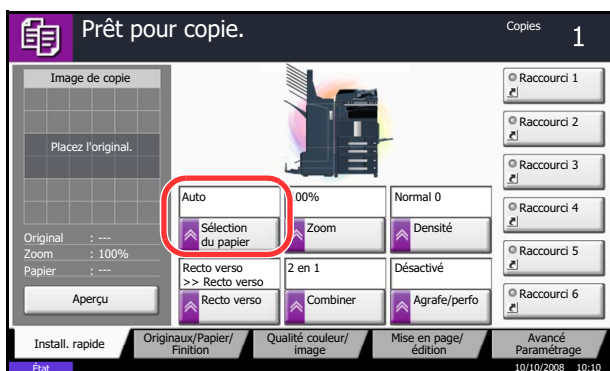 Prêt pour copie.
Copies
1
Image de copie
Placez l'original.
Original : ---
Zoom : 100%
Papier : ---
Aperçu
Auto
Sélection
du papier
100%
Zoom
Normal 0
Densité
Recto verso
>> Recto verso
Recto verso
2 en 1
Combiner
Désactivé
Agrafe/perfo
Raccourci 1
Raccourci 2
Raccourci 3
Raccourci 4
Raccourci 5
Raccourci 6
Install. rapide
Originaux/Papier/
Finition
Qualité couleur/
image
Mise en page/
édition
Avancé
Paramétrage
État
10/10/2008 10:10